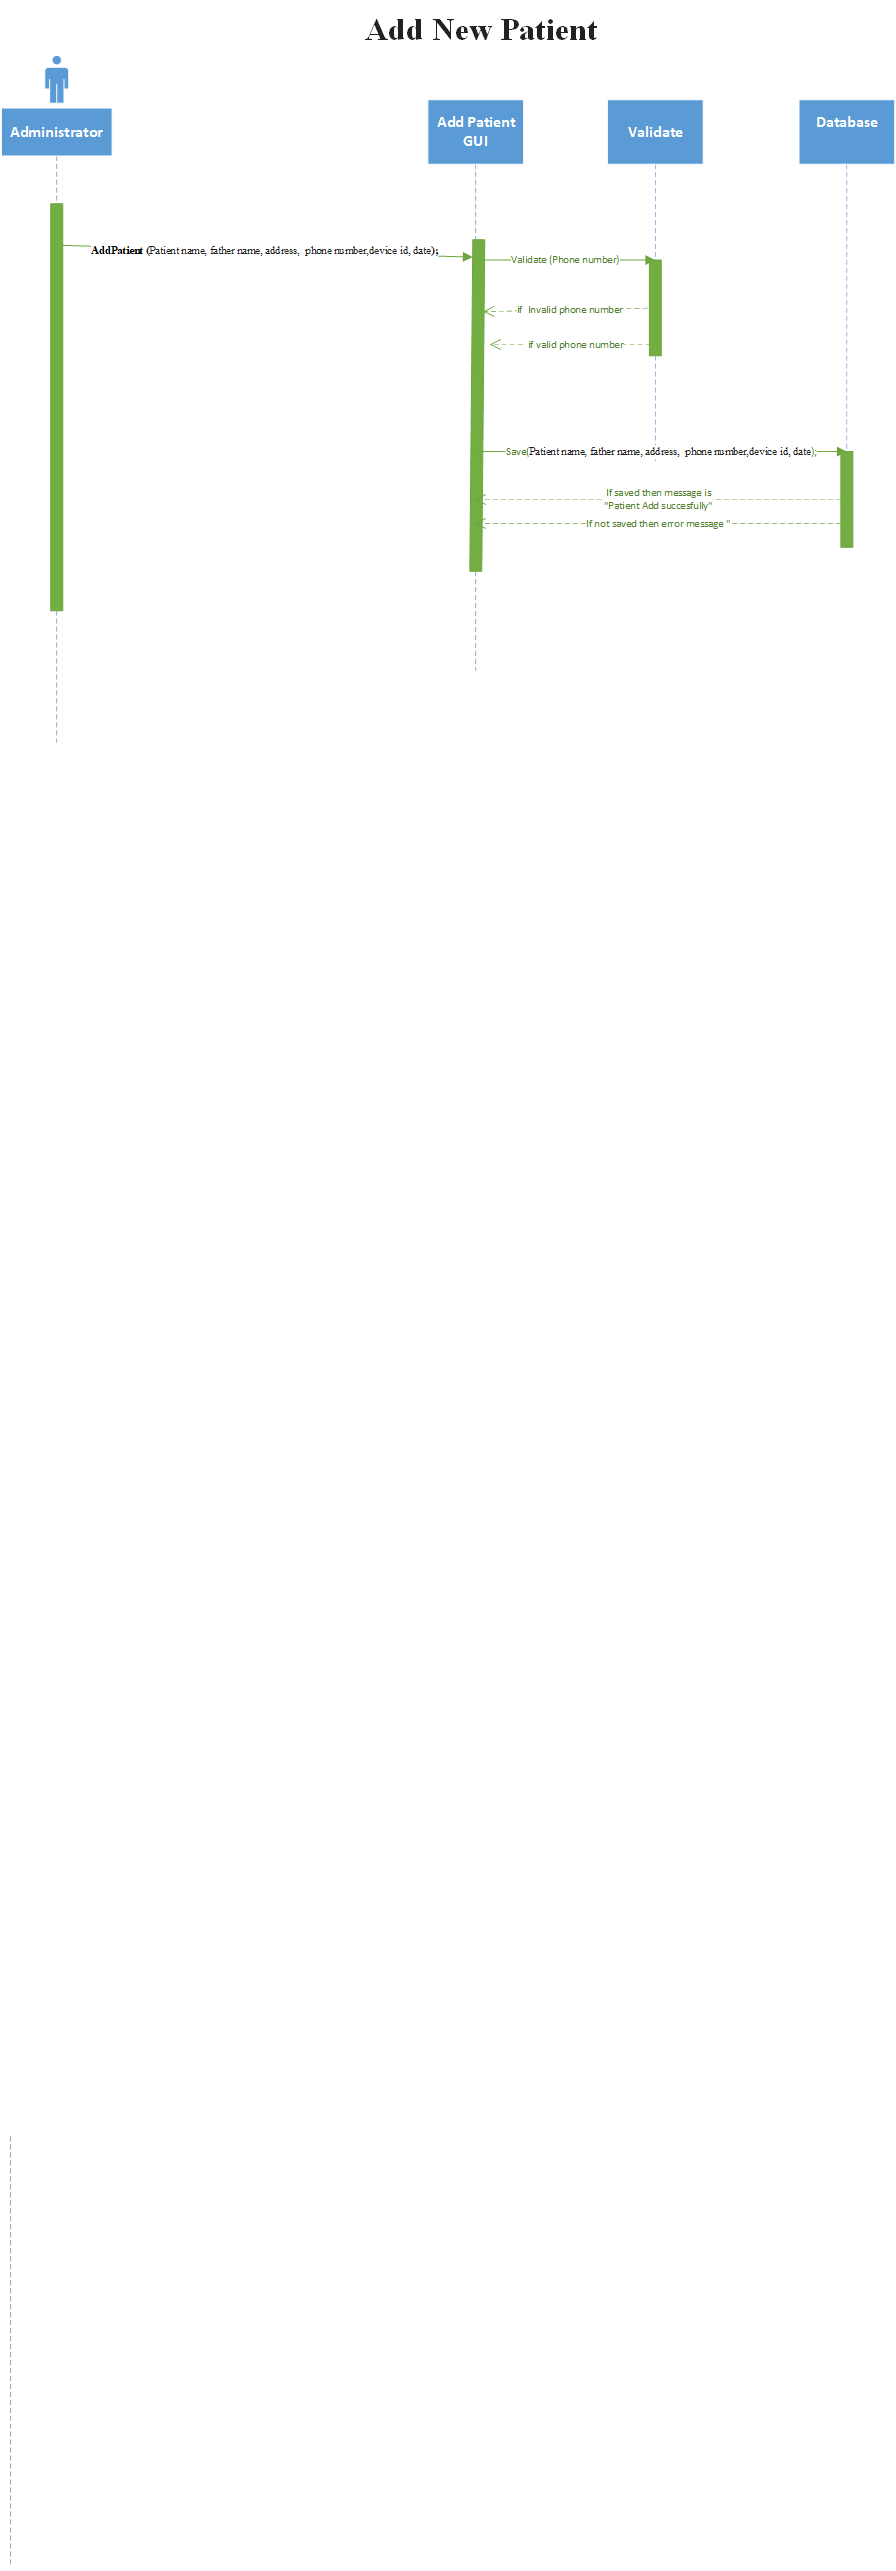 Add New Patient
Administrator
Add Patient
GUI
Validate
Database
AddPatient (Patient name, father name, address,  phone number,device id, date);
Validate (Phone number)
if  Invalid phone number
if valid phone number
Save(Patient name, father name, address,  phone number,device id, date);
If saved then message is
"Patient Add succesfully"
If not saved then error message "